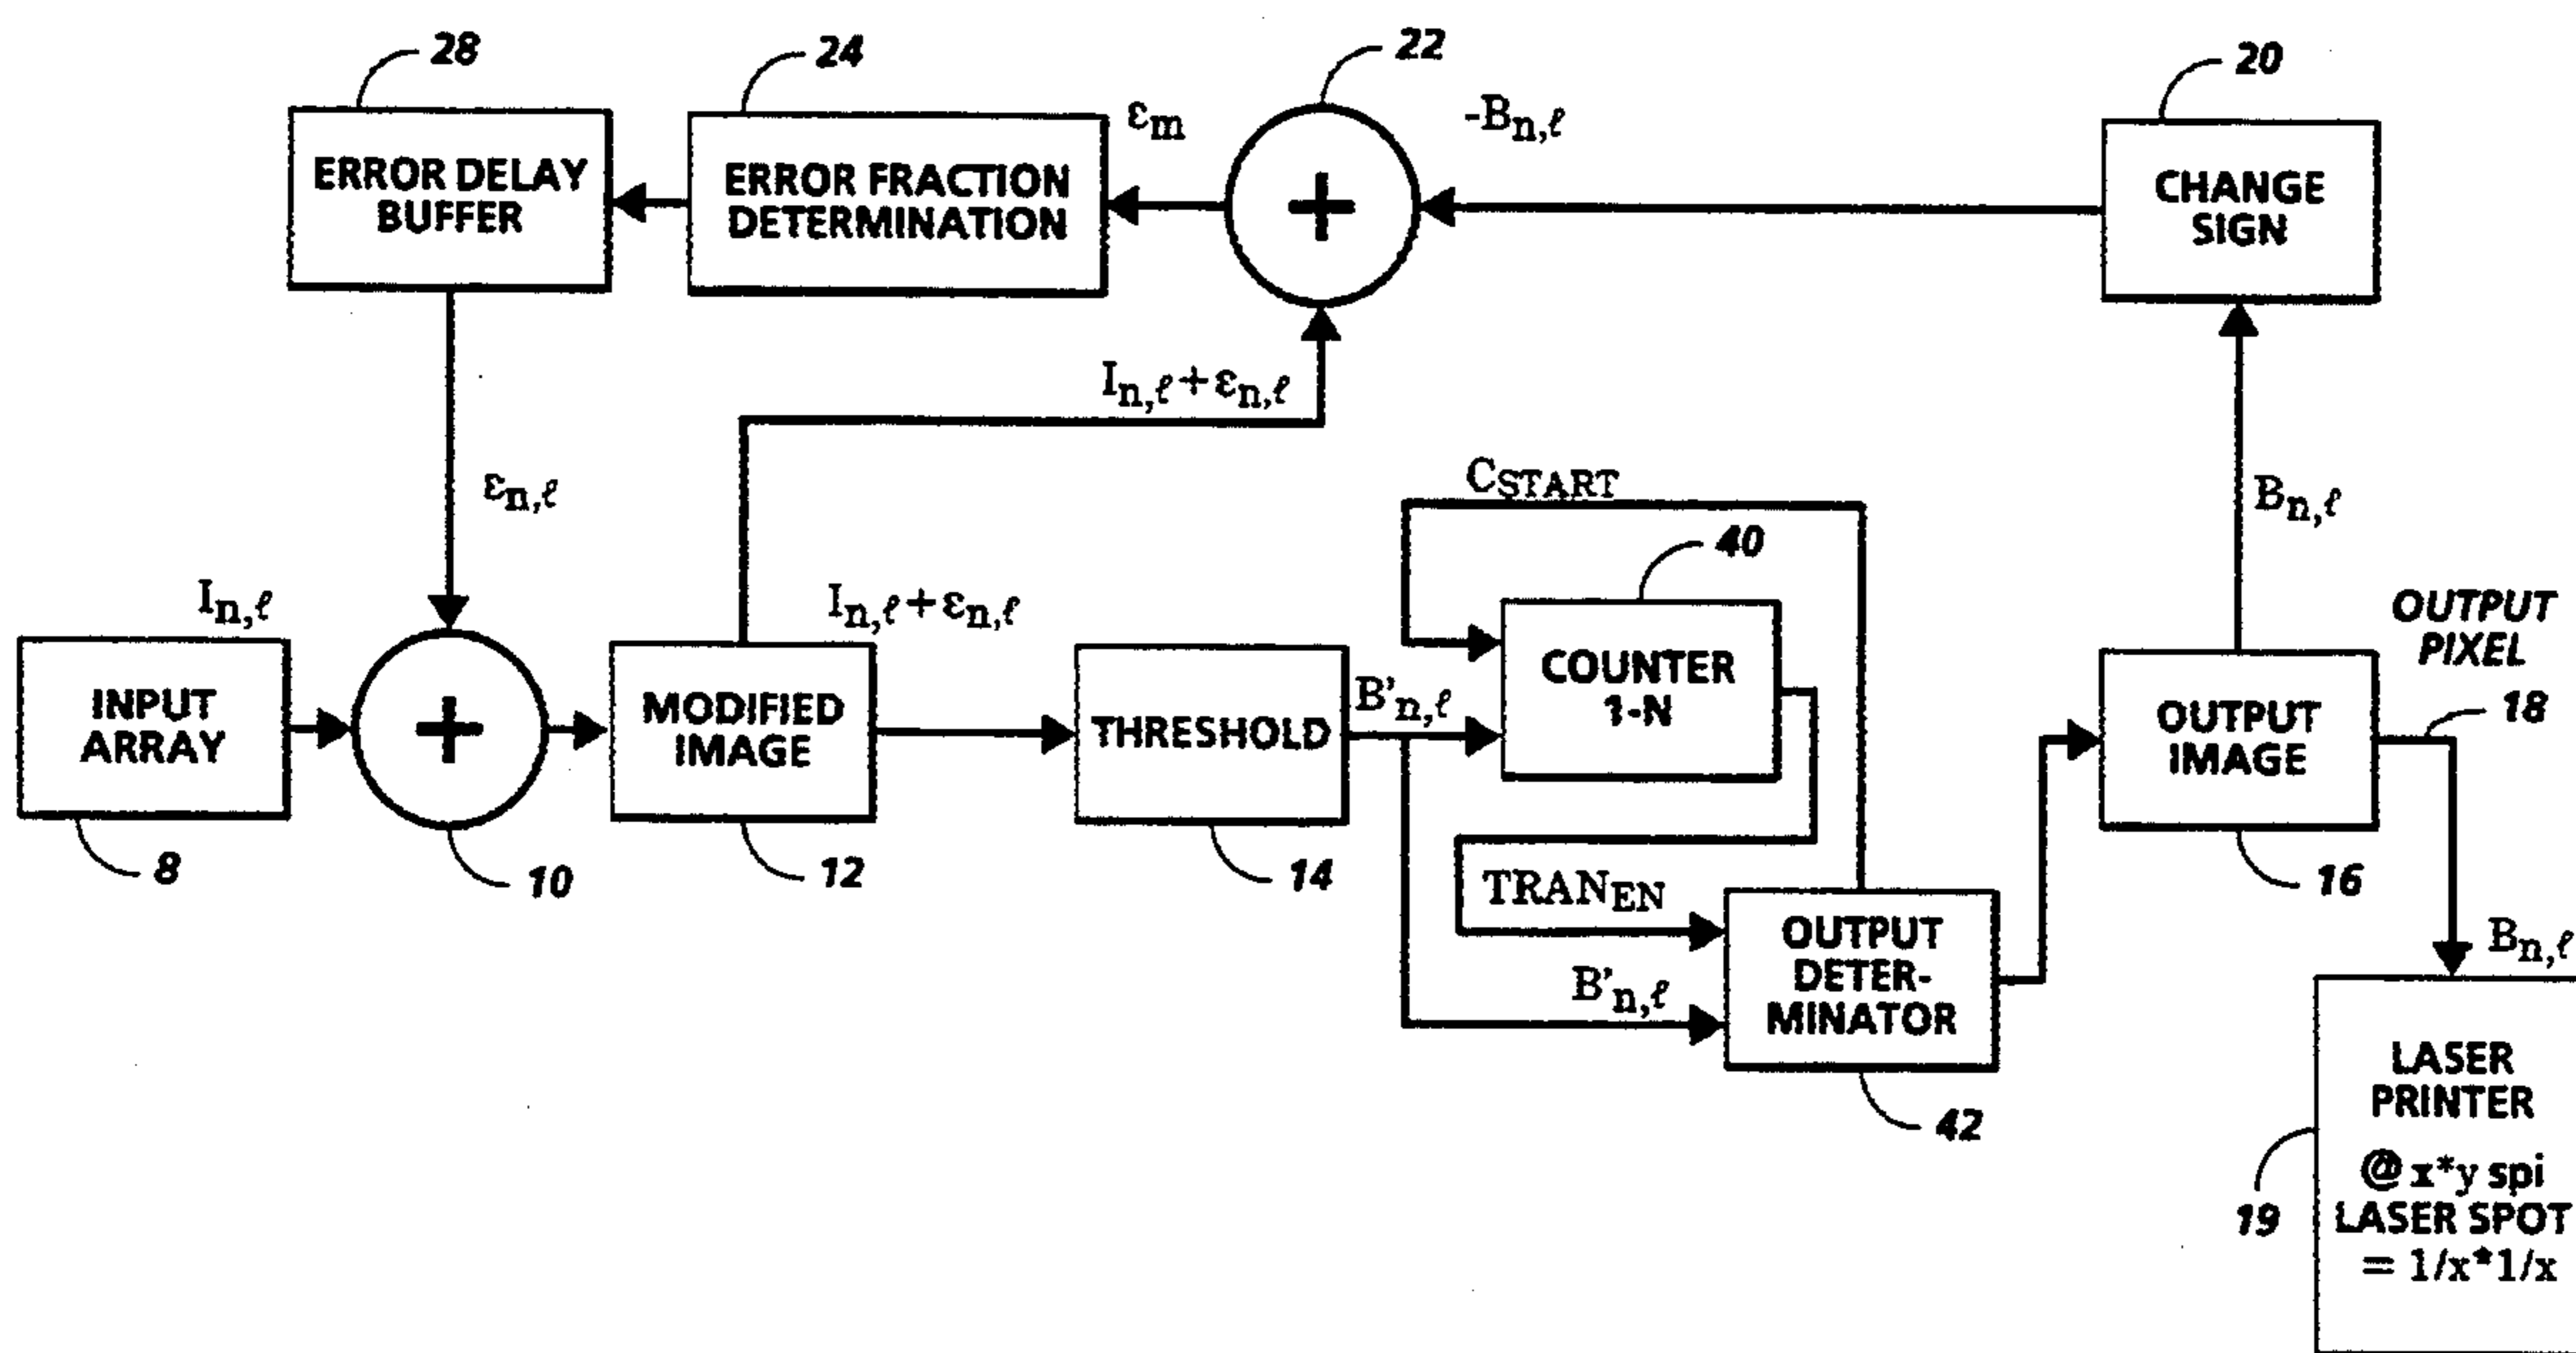 28
24
22
20
ERROR DELAY
BUFFER
ERROR FRACTION
DETERMINATION
εm
+
-Bn,ℓ
CHANGE
SIGN
In,ℓ+εn,ℓ
εn,ℓ
CSTART
Bn,ℓ
40
In,ℓ
In,ℓ+εn,ℓ
OUTPUT
PIXEL
18
INPUT
ARRAY
+
MODIFIED
IMAGE
THRESHOLD
B'n,ℓ
COUNTER
1-N
OUTPUT
IMAGE
8
10
12
14
16
TRANEN
B'n,ℓ
OUTPUT
DETER-
MINATOR
42
Bn,ℓ
LASER
PRINTER
@ x*y spi
LASER SPOT
= 1/x*1/x
19